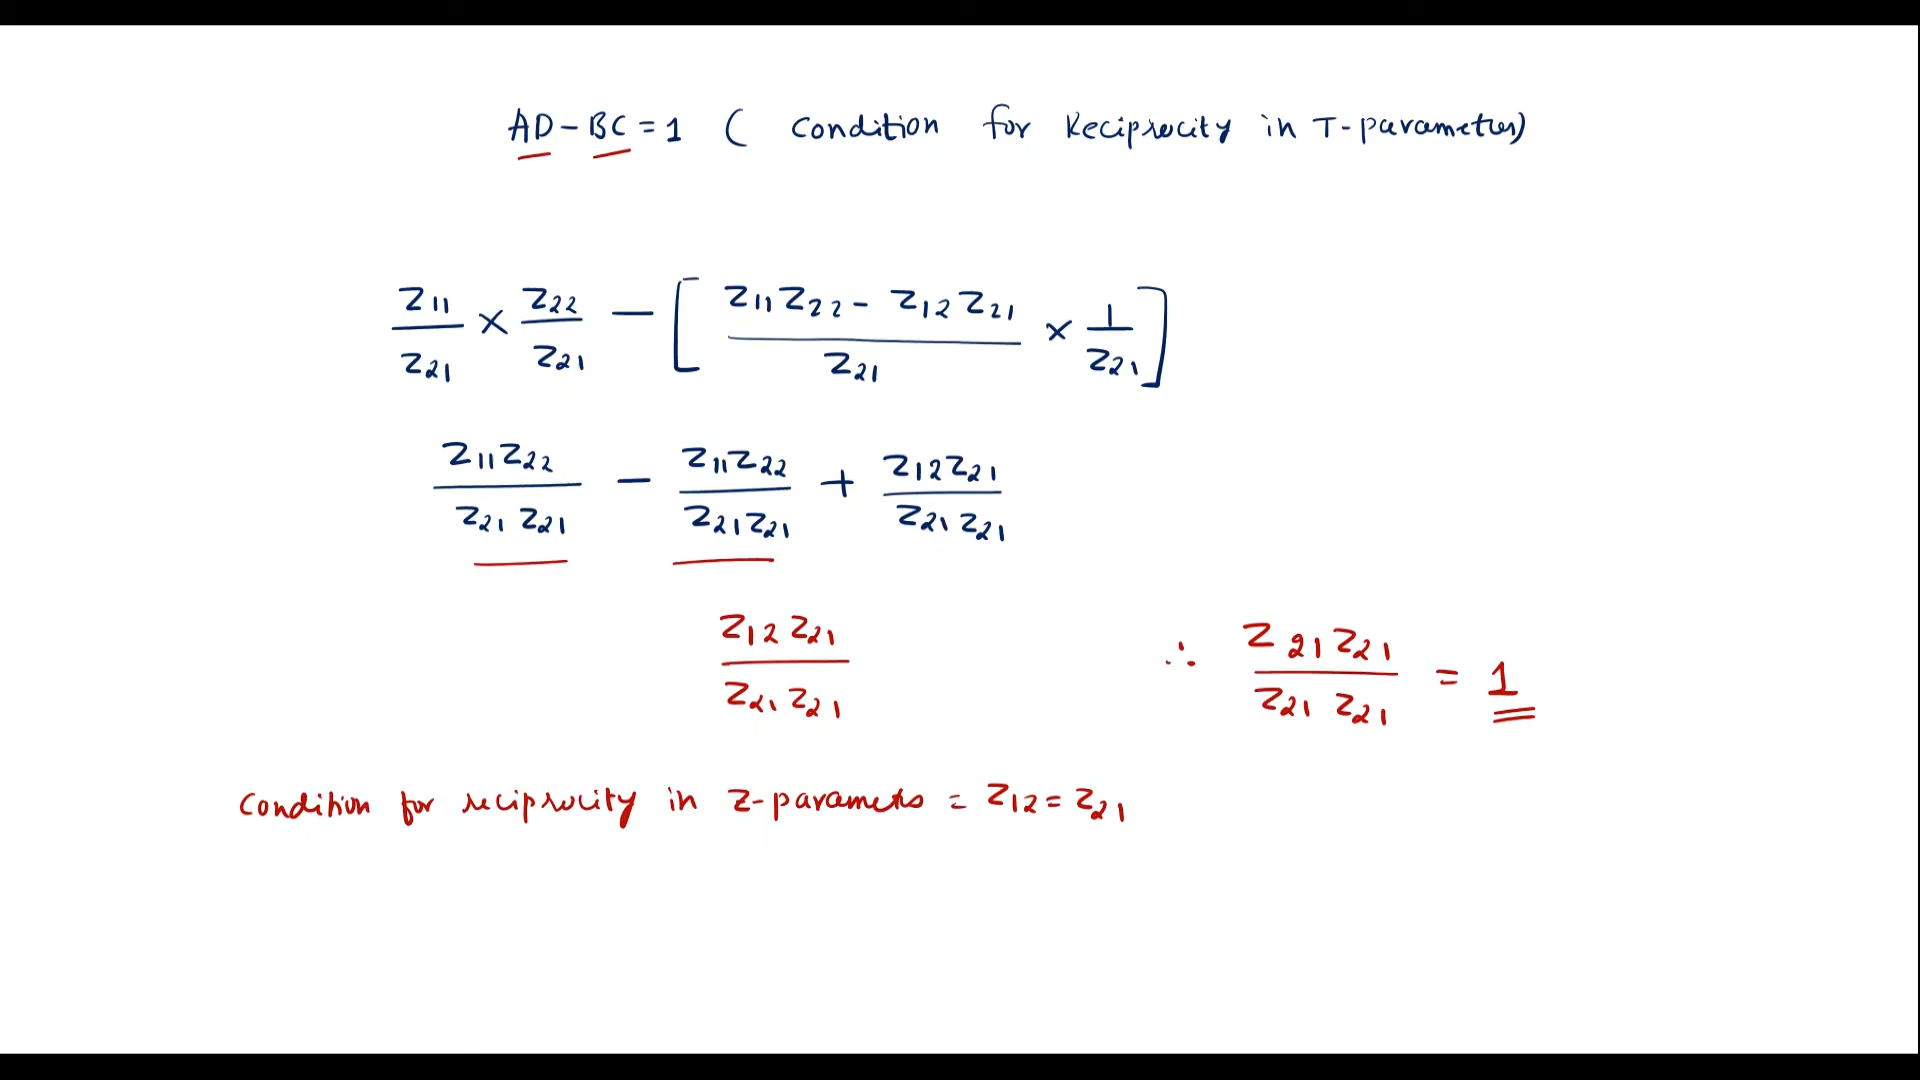 AD - BC = 1 ( Condition for Reciprocity in T-parameters)
Z11/Z21 × Z22/Z21 - [ (Z11Z22 - Z12Z21)/Z21 × 1/Z21 ]
Z11Z22/Z21Z21 - Z11Z22/Z21Z21 + Z12Z21/Z21Z21
Z12Z21/Z21Z21 ∴ Z21Z21/Z21Z21 = 1
Condition for reciprocity in Z-parameters = Z12 = Z21